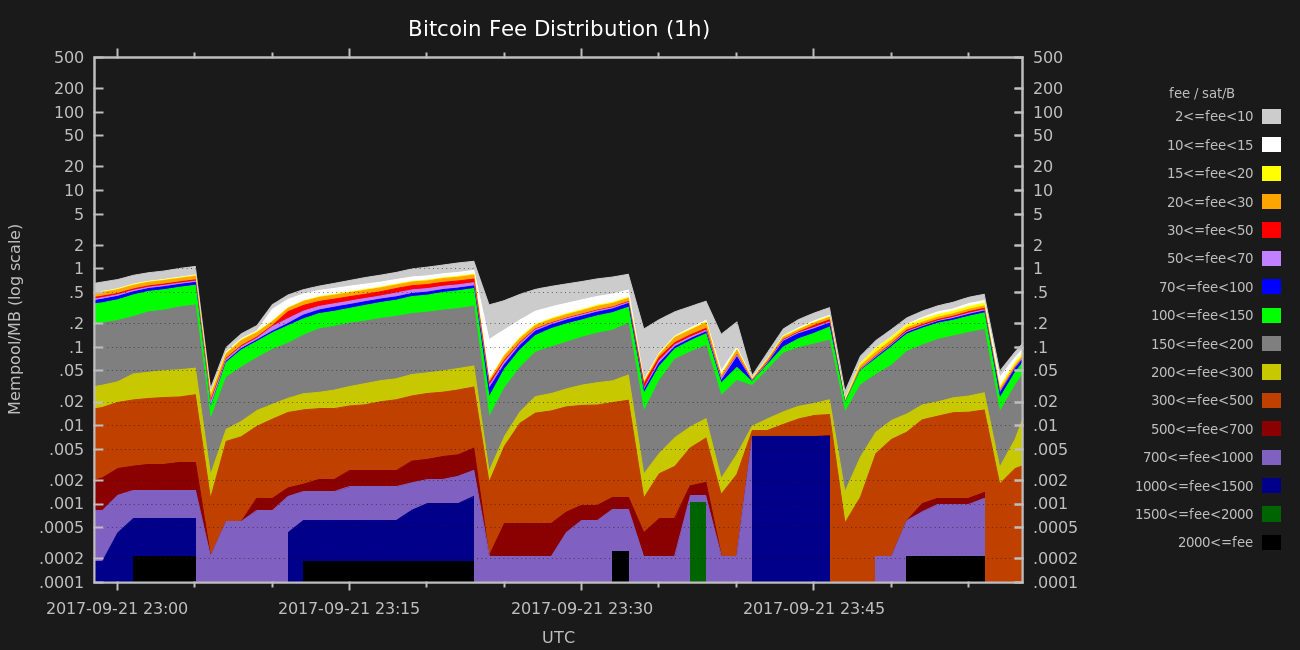 Bitcoin Fee Distribution (1h)
500 500
200 200
100 100
50 50
20 20
10 10
5 5
2 2
1 1
.5 .5
.2 .2
.1 .1
.05 .05
.02 .02
.01 .01
.005 .005
.002 .002
.001 .001
.0005 .0005
.0002 .0002
.0001 .0001
Mempool/MB (log scale)
2017-09-21 23:00 2017-09-21 23:15 2017-09-21 23:30 2017-09-21 23:45
UTC
fee / sat/B
2<=fee<10
10<=fee<15
15<=fee<20
20<=fee<30
30<=fee<50
50<=fee<70
70<=fee<100
100<=fee<150
150<=fee<200
200<=fee<300
300<=fee<500
500<=fee<700
700<=fee<1000
1000<=fee<1500
1500<=fee<2000
2000<=fee